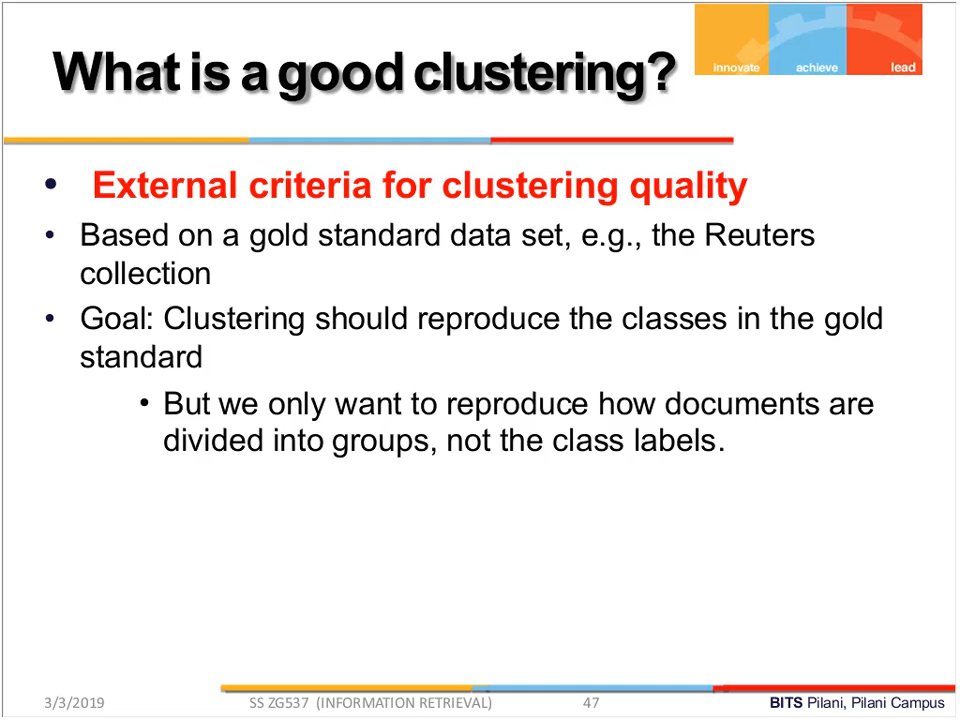 What is a good clustering?
innovate achieve lead
• External criteria for clustering quality
• Based on a gold standard data set, e.g., the Reuters
collection
• Goal: Clustering should reproduce the classes in the gold
standard
• But we only want to reproduce how documents are
divided into groups, not the class labels.
3/3/2019 SS ZG537 (INFORMATION RETRIEVAL) 47 BITS Pilani, Pilani Campus